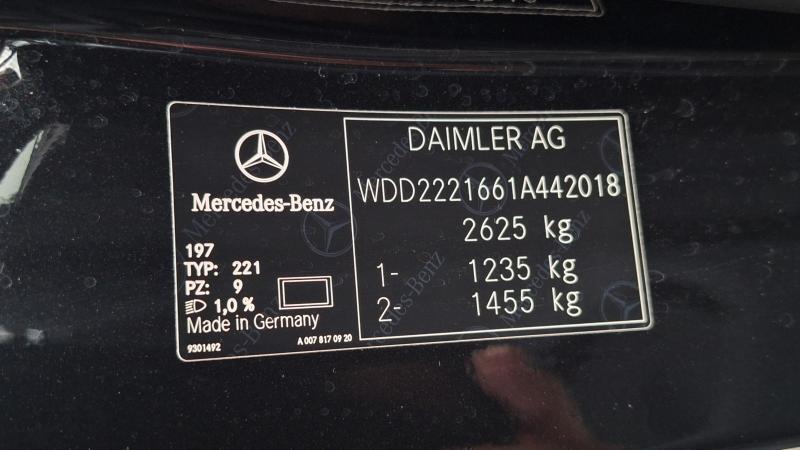 Mercedes-Benz
197
TYP: 221
PZ: 9
1,0 %
Made in Germany
9301492
A 007 817 09 20
DAIMLER AG
WDD2221661A442018
2625 kg
1- 1235 kg
2- 1455 kg